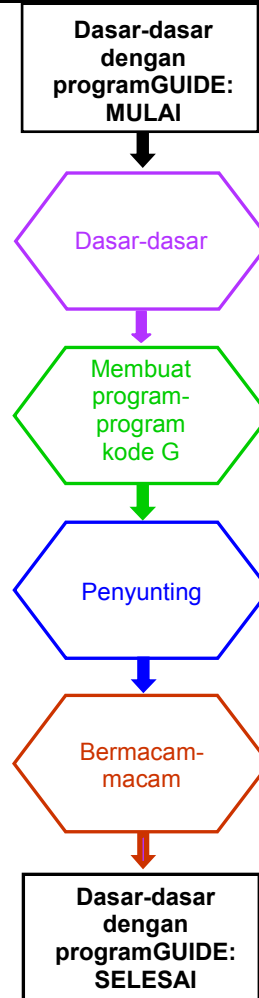 Dasar-dasar
dengan
programGUIDE:
MULAI
Dasar-dasar
Membuat
program-
program
kode G
Penyunting
Bermacam-
macam
Dasar-dasar
dengan
programGUIDE:
SELESAI